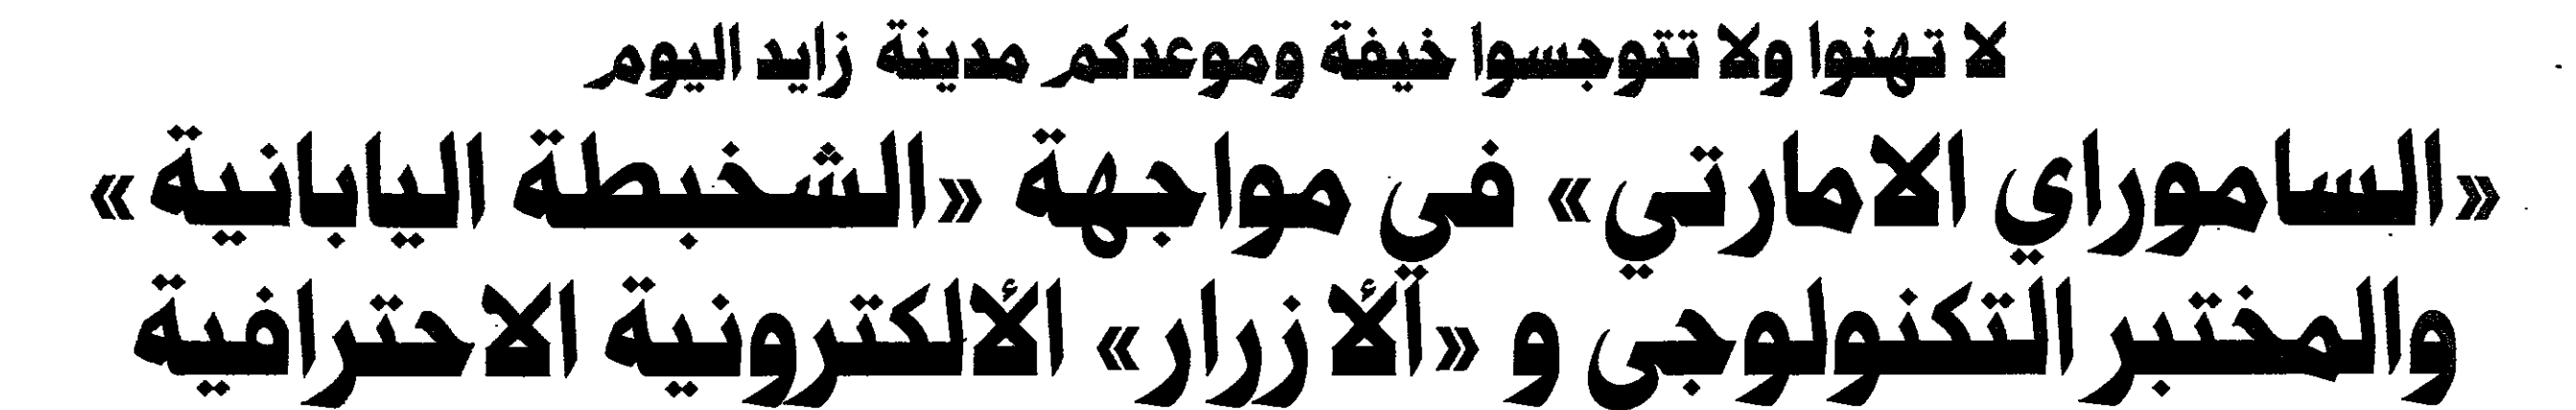 لا تهنوا ولا تتوجسوا خيفة وموعدكم مدينة زايد اليوم
«الساموراي الامارتي» في مواجهة «الشخبطة اليابانية»
والمختبر التكنولوجى و «الأزرار» الألكترونية الاحترافية